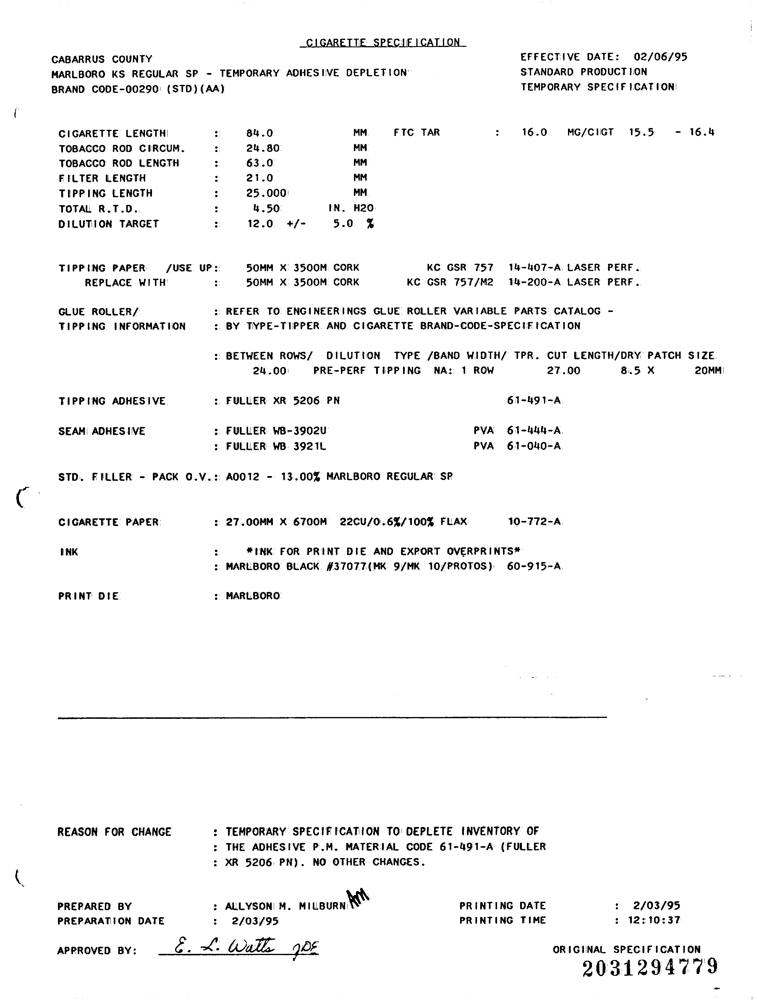 CIGARETTE SPECIFICATION
CABARRUS COUNTY EFFECTIVE DATE: 02/06/95
MARLBORO KS REGULAR SP - TEMPORARY ADHESIVE DEPLETION STANDARD PRODUCTION
BRAND CODE-00290 (STD)(AA) TEMPORARY SPECIFICATION
CIGARETTE LENGTH : 84.0 MM FTC TAR : 16.0 MG/CIGT 15.5 - 16.4
TOBACCO ROD CIRCUM. : 24.80 MM
TOBACCO ROD LENGTH : 63.0 MM
FILTER LENGTH : 21.0 MM
TIPPING LENGTH : 25.000 MM
TOTAL R.T.D. : 4.50 IN. H2O
DILUTION TARGET : 12.0 +/- 5.0 %
TIPPING PAPER /USE UP: 50MM X 3500M CORK KC GSR 757 14-407-A LASER PERF.
REPLACE WITH : 50MM X 3500M CORK KC GSR 757/M2 14-200-A LASER PERF.
GLUE ROLLER/ : REFER TO ENGINEERINGS GLUE ROLLER VARIABLE PARTS CATALOG -
TIPPING INFORMATION : BY TYPE-TIPPER AND CIGARETTE BRAND-CODE-SPECIFICATION
: BETWEEN ROWS/ DILUTION TYPE /BAND WIDTH/ TPR. CUT LENGTH/DRY PATCH SIZE
24.00 PRE-PERF TIPPING NA: 1 ROW 27.00 8.5 X 20MM
TIPPING ADHESIVE : FULLER XR 5206 PN 61-491-A
SEAM ADHESIVE : FULLER WB-3902U PVA 61-444-A
: FULLER WB 3921L PVA 61-040-A
STD. FILLER - PACK O.V.: A0012 - 13.00% MARLBORO REGULAR SP
CIGARETTE PAPER : 27.00MM X 6700M 22CU/0.6%/100% FLAX 10-772-A
INK : *INK FOR PRINT DIE AND EXPORT OVERPRINTS*
: MARLBORO BLACK #37077(MK 9/MK 10/PROTOS) 60-915-A
PRINT DIE : MARLBORO
REASON FOR CHANGE : TEMPORARY SPECIFICATION TO DEPLETE INVENTORY OF
: THE ADHESIVE P.M. MATERIAL CODE 61-491-A (FULLER
: XR 5206 PN). NO OTHER CHANGES.
PREPARED BY : ALLYSON M. MILBURN AM PRINTING DATE : 2/03/95
PREPARATION DATE : 2/03/95 PRINTING TIME : 12:10:37
APPROVED BY: E. L. Watts JDE ORIGINAL SPECIFICATION
2031294779